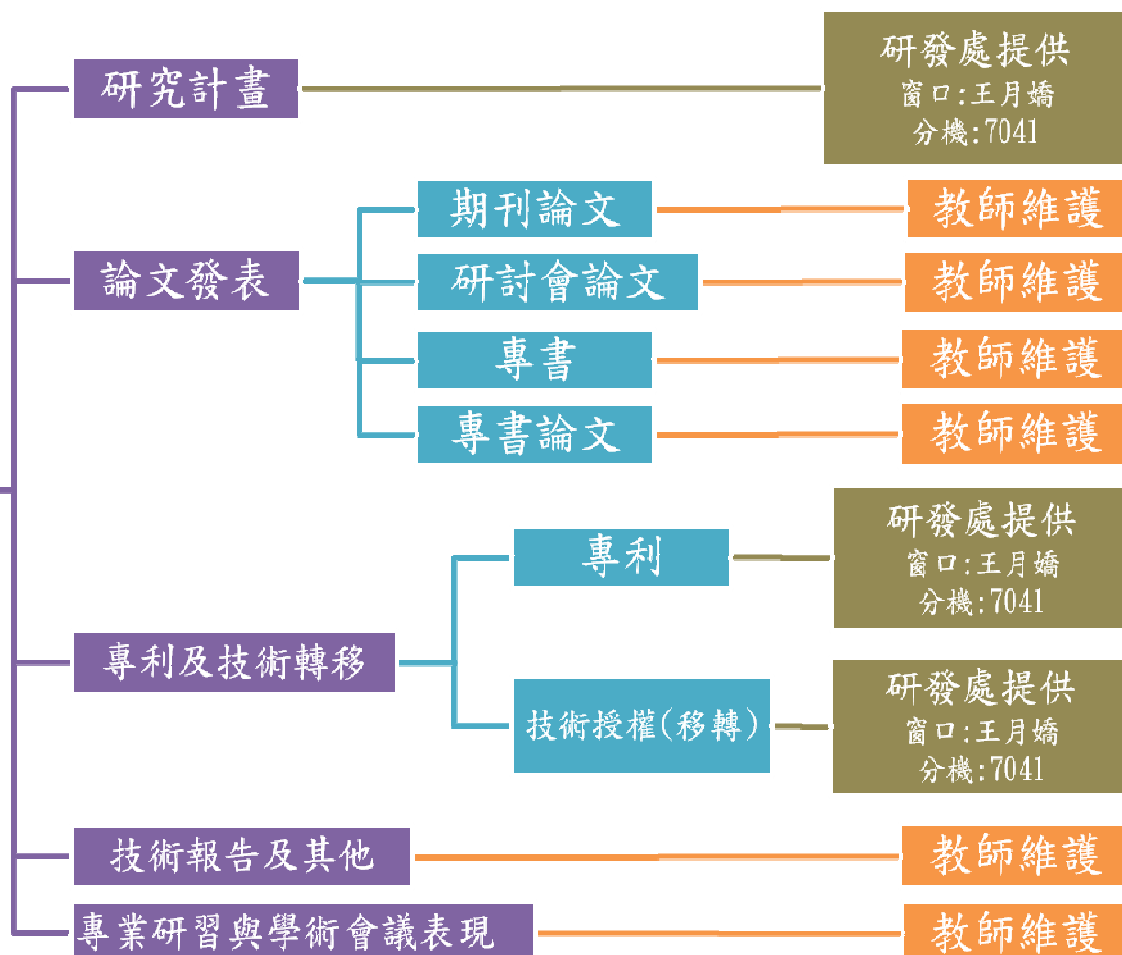 研究計畫
研發處提供
窗口:王月嬌
分機:7041
論文發表
期刊論文
教師維護
研討會論文
教師維護
專書
教師維護
專書論文
教師維護
專利及技術轉移
專利
研發處提供
窗口:王月嬌
分機:7041
技術授權(移轉)
研發處提供
窗口:王月嬌
分機:7041
技術報告及其他
教師維護
專業研習與學術會議表現
教師維護